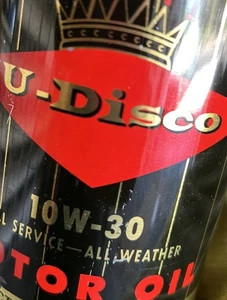 U-Disco
10W-30
L SERVICE—ALL WEATHER
OTOR OIL